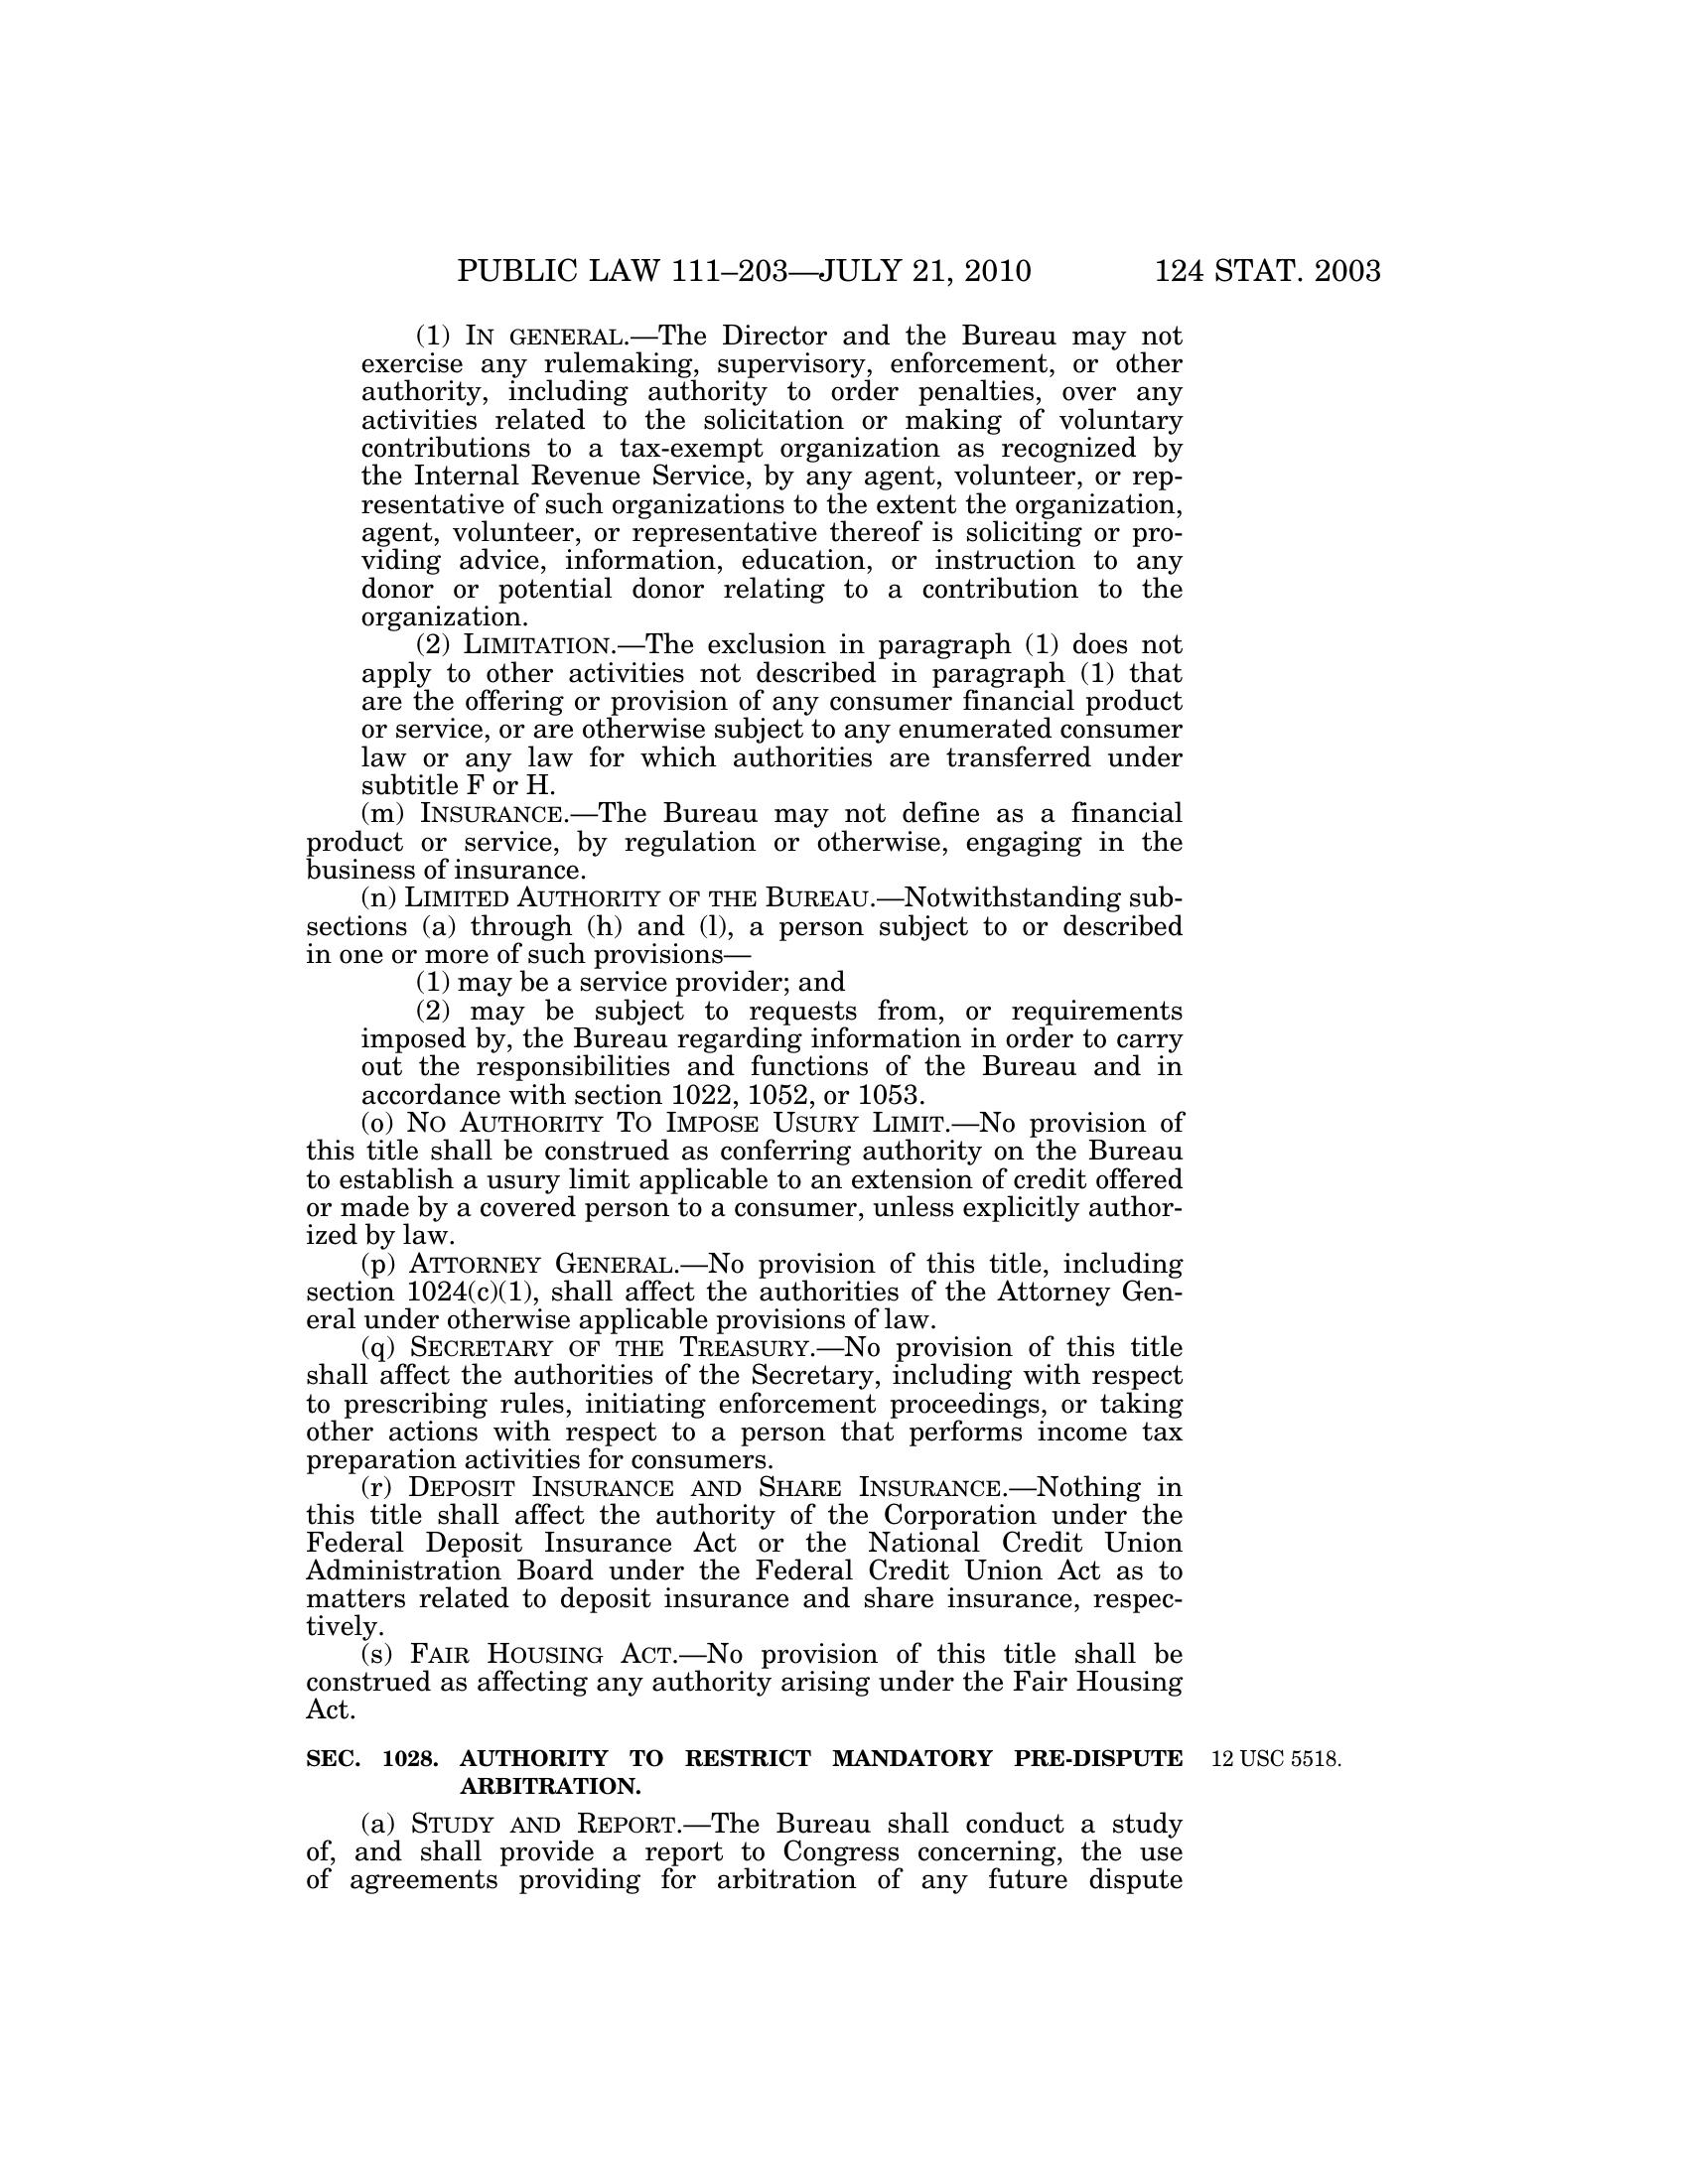 PUBLIC LAW 111–203—JULY 21, 2010 124 STAT. 2003
(1) IN GENERAL.—The Director and the Bureau may not
exercise any rulemaking, supervisory, enforcement, or other
authority, including authority to order penalties, over any
activities related to the solicitation or making of voluntary
contributions to a tax-exempt organization as recognized by
the Internal Revenue Service, by any agent, volunteer, or rep-
resentative of such organizations to the extent the organization,
agent, volunteer, or representative thereof is soliciting or pro-
viding advice, information, education, or instruction to any
donor or potential donor relating to a contribution to the
organization.
(2) LIMITATION.—The exclusion in paragraph (1) does not
apply to other activities not described in paragraph (1) that
are the offering or provision of any consumer financial product
or service, or are otherwise subject to any enumerated consumer
law or any law for which authorities are transferred under
subtitle F or H.
(m) INSURANCE.—The Bureau may not define as a financial
product or service, by regulation or otherwise, engaging in the
business of insurance.
(n) LIMITED AUTHORITY OF THE BUREAU.—Notwithstanding sub-
sections (a) through (h) and (l), a person subject to or described
in one or more of such provisions—
(1) may be a service provider; and
(2) may be subject to requests from, or requirements
imposed by, the Bureau regarding information in order to carry
out the responsibilities and functions of the Bureau and in
accordance with section 1022, 1052, or 1053.
(o) NO AUTHORITY TO IMPOSE USURY LIMIT.—No provision of
this title shall be construed as conferring authority on the Bureau
to establish a usury limit applicable to an extension of credit offered
or made by a covered person to a consumer, unless explicitly author-
ized by law.
(p) ATTORNEY GENERAL.—No provision of this title, including
section 1024(c)(1), shall affect the authorities of the Attorney Gen-
eral under otherwise applicable provisions of law.
(q) SECRETARY OF THE TREASURY.—No provision of this title
shall affect the authorities of the Secretary, including with respect
to prescribing rules, initiating enforcement proceedings, or taking
other actions with respect to a person that performs income tax
preparation activities for consumers.
(r) DEPOSIT INSURANCE AND SHARE INSURANCE.—Nothing in
this title shall affect the authority of the Corporation under the
Federal Deposit Insurance Act or the National Credit Union
Administration Board under the Federal Credit Union Act as to
matters related to deposit insurance and share insurance, respec-
tively.
(s) FAIR HOUSING ACT.—No provision of this title shall be
construed as affecting any authority arising under the Fair Housing
Act.
SEC. 1028. AUTHORITY TO RESTRICT MANDATORY PRE-DISPUTE 12 USC 5518.
ARBITRATION.
(a) STUDY AND REPORT.—The Bureau shall conduct a study
of, and shall provide a report to Congress concerning, the use
of agreements providing for arbitration of any future dispute